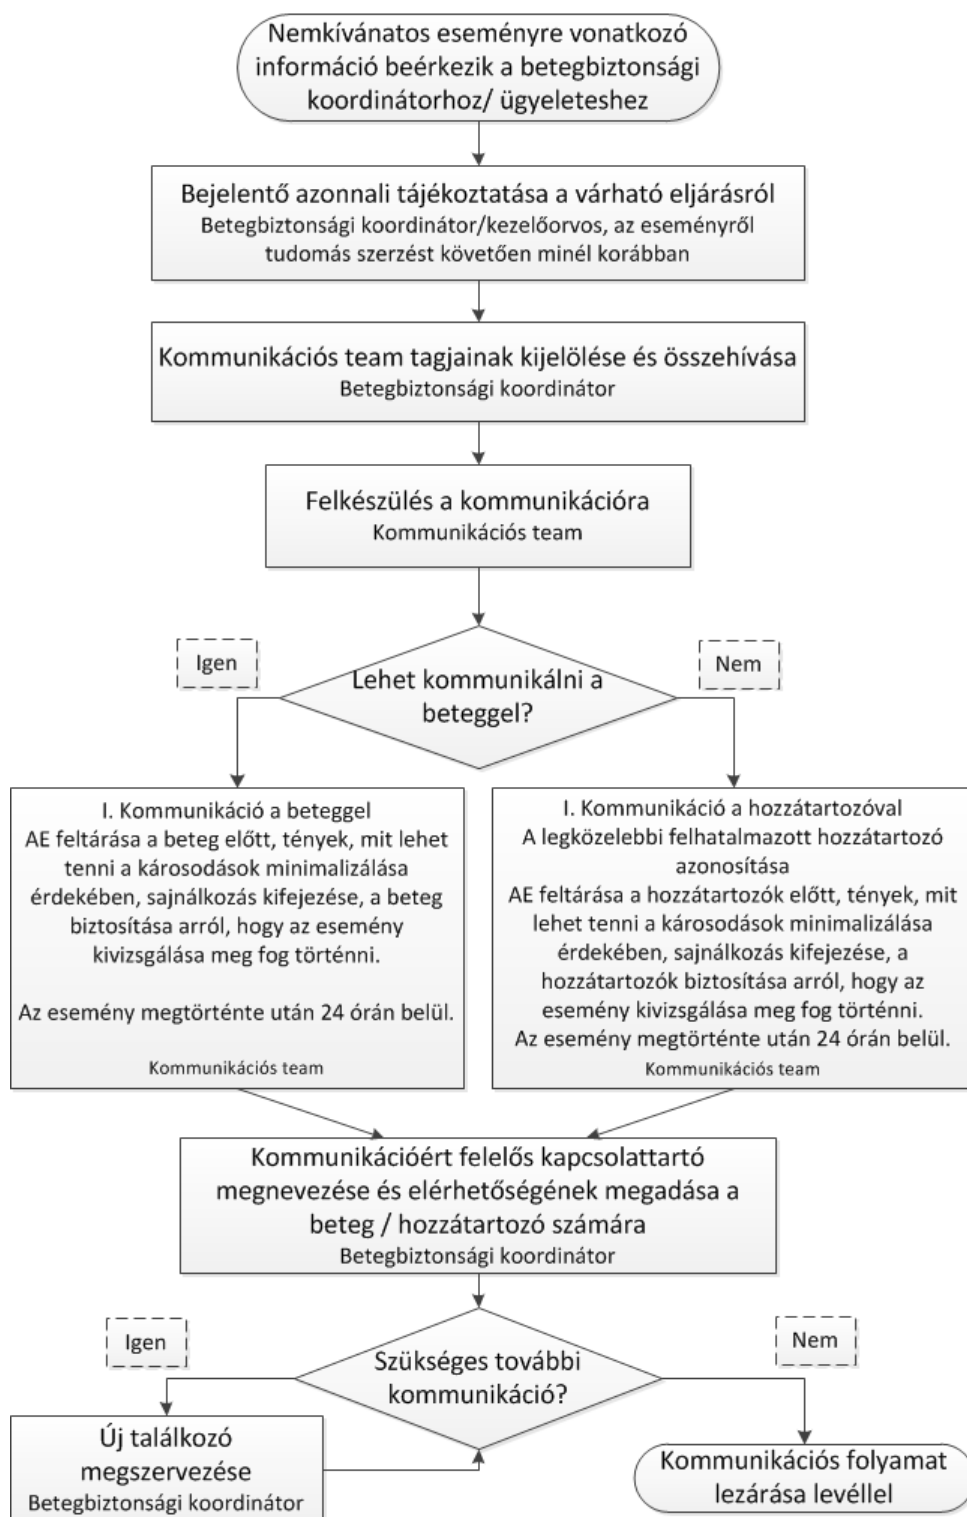 Nemkívánatos eseményre vonatkozó
információ beérkezik a betegbiztonsági
koordinátorhoz/ ügyeleteshez
Bejelentő azonnali tájékoztatása a várható eljárásról
Betegbiztonsági koordinátor/kezelőorvos, az eseményről
tudomás szerzést követően minél korábban
Kommunikációs team tagjainak kijelölése és összehívása
Betegbiztonsági koordinátor
Felkészülés a kommunikációra
Kommunikációs team
Igen
Nem
Lehet kommunikálni a
beteggel?
I. Kommunikáció a beteggel
AE feltárása a beteg előtt, tények, mit lehet
tenni a károsodások minimalizálása
érdekében, sajnálkozás kifejezése, a beteg
biztosítása arról, hogy az esemény
kivizsgálása meg fog történni.
Az esemény megtörténte után 24 órán belül.
Kommunikációs team
I. Kommunikáció a hozzátartozóval
A legközelebbi felhatalmazott hozzátartozó
azonosítása
AE feltárása a hozzátartozók előtt, tények, mit
lehet tenni a károsodások minimalizálása
érdekében, sajnálkozás kifejezése, a
hozzátartozók biztosítása arról, hogy az
esemény kivizsgálása meg fog történni.
Az esemény megtörténte után 24 órán belül.
Kommunikációs team
Kommunikációért felelős kapcsolattartó
megnevezése és elérhetőségének megadása a
beteg / hozzátartozó számára
Betegbiztonsági koordinátor
Igen
Nem
Szükséges további
kommunikáció?
Új találkozó
megszervezése
Betegbiztonsági koordinátor
Kommunikációs folyamat
lezárása levéllel